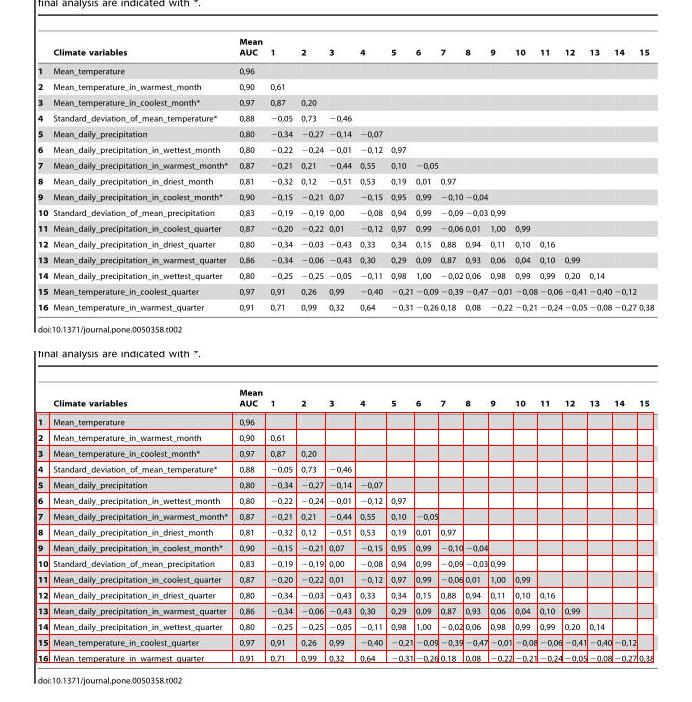 final analysis are indicated with *.
Mean
Climate variables AUC 1 2 3 4 5 6 7 8 9 10 11 12 13 14 15
1 Mean_temperature 0,96
2 Mean_temperature_in_warmest_month 0,90 0,61
3 Mean_temperature_in_coolest_month* 0,97 0,87 0,20
4 Standard_deviation_of_mean_temperature* 0,88 −0,05 0,73 −0,46
5 Mean_daily_precipitation 0,80 −0,34 −0,27 −0,14 −0,07
6 Mean_daily_precipitation_in_wettest_month 0,80 −0,22 −0,24 −0,01 −0,12 0,97
7 Mean_daily_precipitation_in_warmest_month* 0,87 −0,21 0,21 −0,44 0,55 0,10 −0,05
8 Mean_daily_precipitation_in_driest_month 0,81 −0,32 0,12 −0,51 0,53 0,19 0,01 0,97
9 Mean_daily_precipitation_in_coolest_month* 0,90 −0,15 −0,21 0,07 −0,15 0,95 0,99 −0,10 −0,04
10 Standard_deviation_of_mean_precipitation 0,83 −0,19 −0,19 0,00 −0,08 0,94 0,99 −0,09 −0,03 0,99
11 Mean_daily_precipitation_in_coolest_quarter 0,87 −0,20 −0,22 0,01 −0,12 0,97 0,99 −0,06 0,01 1,00 0,99
12 Mean_daily_precipitation_in_driest_quarter 0,80 −0,34 −0,03 −0,43 0,33 0,34 0,15 0,88 0,94 0,11 0,10 0,16
13 Mean_daily_precipitation_in_warmest_quarter 0,86 −0,34 −0,06 −0,43 0,30 0,29 0,09 0,87 0,93 0,06 0,04 0,10 0,99
14 Mean_daily_precipitation_in_wettest_quarter 0,80 −0,25 −0,25 −0,05 −0,11 0,98 1,00 −0,02 0,06 0,98 0,99 0,99 0,20 0,14
15 Mean_temperature_in_coolest_quarter 0,97 0,91 0,26 0,99 −0,40 −0,21 −0,09 −0,39 −0,47 −0,01 −0,08 −0,06 −0,41 −0,40 −0,12
16 Mean_temperature_in_warmest_quarter 0,91 0,71 0,99 0,32 0,64 −0,31 −0,26 0,18 0,08 −0,22 −0,21 −0,24 −0,05 −0,08 −0,27 0,38
doi:10.1371/journal.pone.0050358.t002
final analysis are indicated with *.
Mean
Climate variables AUC 1 2 3 4 5 6 7 8 9 10 11 12 13 14 15
1 Mean_temperature 0,96
2 Mean_temperature_in_warmest_month 0,90 0,61
3 Mean_temperature_in_coolest_month* 0,97 0,87 0,20
4 Standard_deviation_of_mean_temperature* 0,88 −0,05 0,73 −0,46
5 Mean_daily_precipitation 0,80 −0,34 −0,27 −0,14 −0,07
6 Mean_daily_precipitation_in_wettest_month 0,80 −0,22 −0,24 −0,01 −0,12 0,97
7 Mean_daily_precipitation_in_warmest_month* 0,87 −0,21 0,21 −0,44 0,55 0,10 −0,05
8 Mean_daily_precipitation_in_driest_month 0,81 −0,32 0,12 −0,51 0,53 0,19 0,01 0,97
9 Mean_daily_precipitation_in_coolest_month* 0,90 −0,15 −0,21 0,07 −0,15 0,95 0,99 −0,10 −0,04
10 Standard_deviation_of_mean_precipitation 0,83 −0,19 −0,19 0,00 −0,08 0,94 0,99 −0,09 −0,03 0,99
11 Mean_daily_precipitation_in_coolest_quarter 0,87 −0,20 −0,22 0,01 −0,12 0,97 0,99 −0,06 0,01 1,00 0,99
12 Mean_daily_precipitation_in_driest_quarter 0,80 −0,34 −0,03 −0,43 0,33 0,34 0,15 0,88 0,94 0,11 0,10 0,16
13 Mean_daily_precipitation_in_warmest_quarter 0,86 −0,34 −0,06 −0,43 0,30 0,29 0,09 0,87 0,93 0,06 0,04 0,10 0,99
14 Mean_daily_precipitation_in_wettest_quarter 0,80 −0,25 −0,25 −0,05 −0,11 0,98 1,00 −0,02 0,06 0,98 0,99 0,99 0,20 0,14
15 Mean_temperature_in_coolest_quarter 0,97 0,91 0,26 0,99 −0,40 −0,21 −0,09 −0,39 −0,47 −0,01 −0,08 −0,06 −0,41 −0,40 −0,12
16 Mean_temperature_in_warmest_quarter 0,91 0,71 0,99 0,32 0,64 −0,31 −0,26 0,18 0,08 −0,22 −0,21 −0,24 −0,05 −0,08 −0,27 0,38
doi:10.1371/journal.pone.0050358.t002